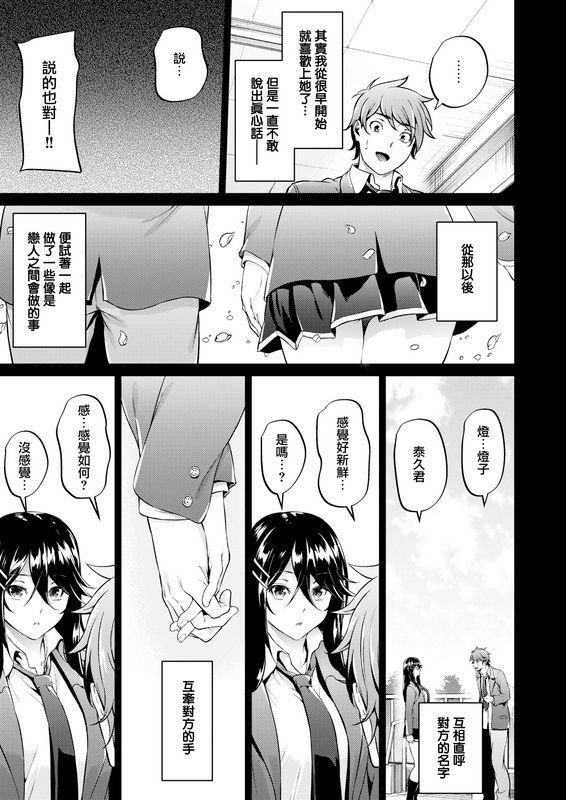 …
其實我從很早開始
就喜歡上她了…
但是一直不敢
說出真心話——
説…
說的也對——!!
從那以後
便試著一起
做了一些像是
戀人之間會做的事
燈…燈子
泰久君
互相直呼
對方的名字
感覺好新鮮…
是嗎…?
互牽對方的手
感…感覺如何?
沒感覺…